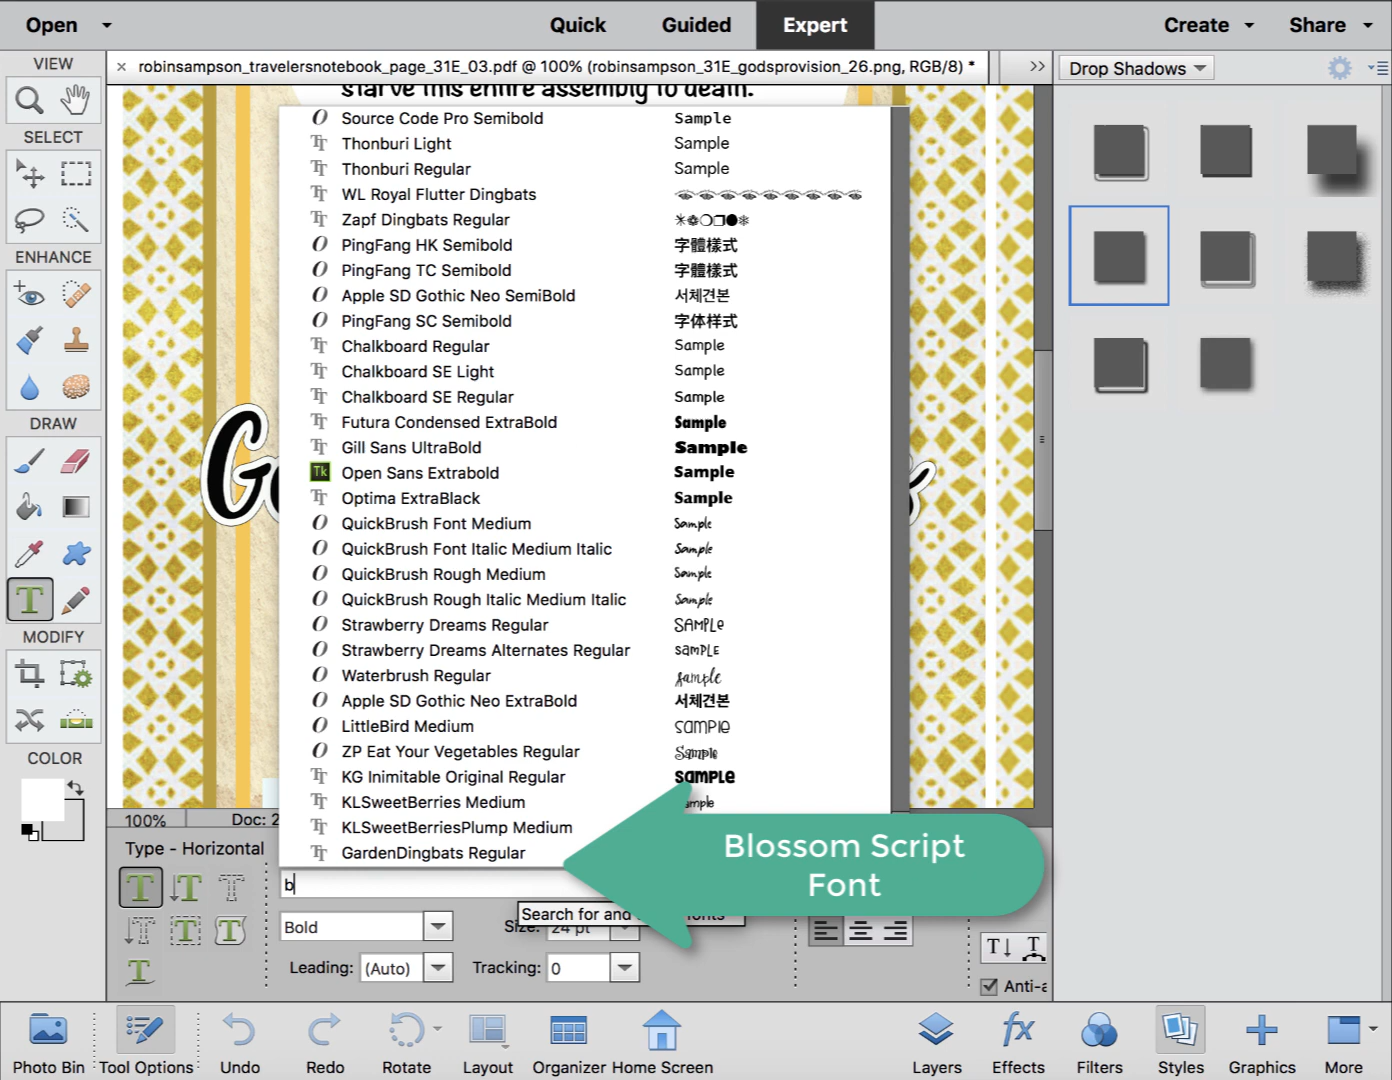 Open
Quick
Guided
Expert
Create
Share
VIEW
× robinsampson_travelersnotebook_page_31E_03.pdf @ 100% (robinsampson_31E_godsprovision_26.png, RGB/8) *
>>
Drop Shadows
starve this entire assembly to death.
Source Code Pro Semibold Sample
Thonburi Light Sample
Thonburi Regular Sample
WL Royal Flutter Dingbats
Zapf Dingbats Regular
PingFang HK Semibold 字體樣式
PingFang TC Semibold 字體樣式
Apple SD Gothic Neo SemiBold 서체견본
PingFang SC Semibold 字体样式
Chalkboard Regular Sample
Chalkboard SE Light Sample
Chalkboard SE Regular Sample
Futura Condensed ExtraBold Sample
Gill Sans UltraBold Sample
Tk Open Sans Extrabold Sample
Optima ExtraBlack Sample
QuickBrush Font Medium Sample
QuickBrush Font Italic Medium Italic Sample
QuickBrush Rough Medium Sample
QuickBrush Rough Italic Medium Italic Sample
Strawberry Dreams Regular SAMPLe
Strawberry Dreams Alternates Regular saMPLE
Waterbrush Regular Sample
Apple SD Gothic Neo ExtraBold 서체견본
LittleBird Medium SaMPLe
ZP Eat Your Vegetables Regular Sample
KG Inimitable Original Regular SaMPLe
KLSweetBerries Medium
KLSweetBerriesPlump Medium
GardenDingbats Regular
SELECT
ENHANCE
DRAW
MODIFY
COLOR
100%
Doc: 2
Type - Horizontal
b
Blossom Script
Font
Search for and
fonts
Bold
Size: 24 pt
Leading: (Auto)
Tracking: 0
Anti-a
Photo Bin
Tool Options
Undo
Redo
Rotate
Layout
Organizer
Home Screen
Layers
Effects
Filters
Styles
Graphics
More